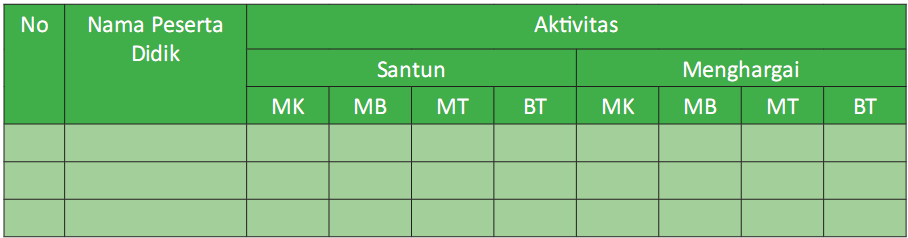 No
Nama Peserta
Didik
Aktivitas
Santun
Menghargai
MK MB MT BT MK MB MT BT